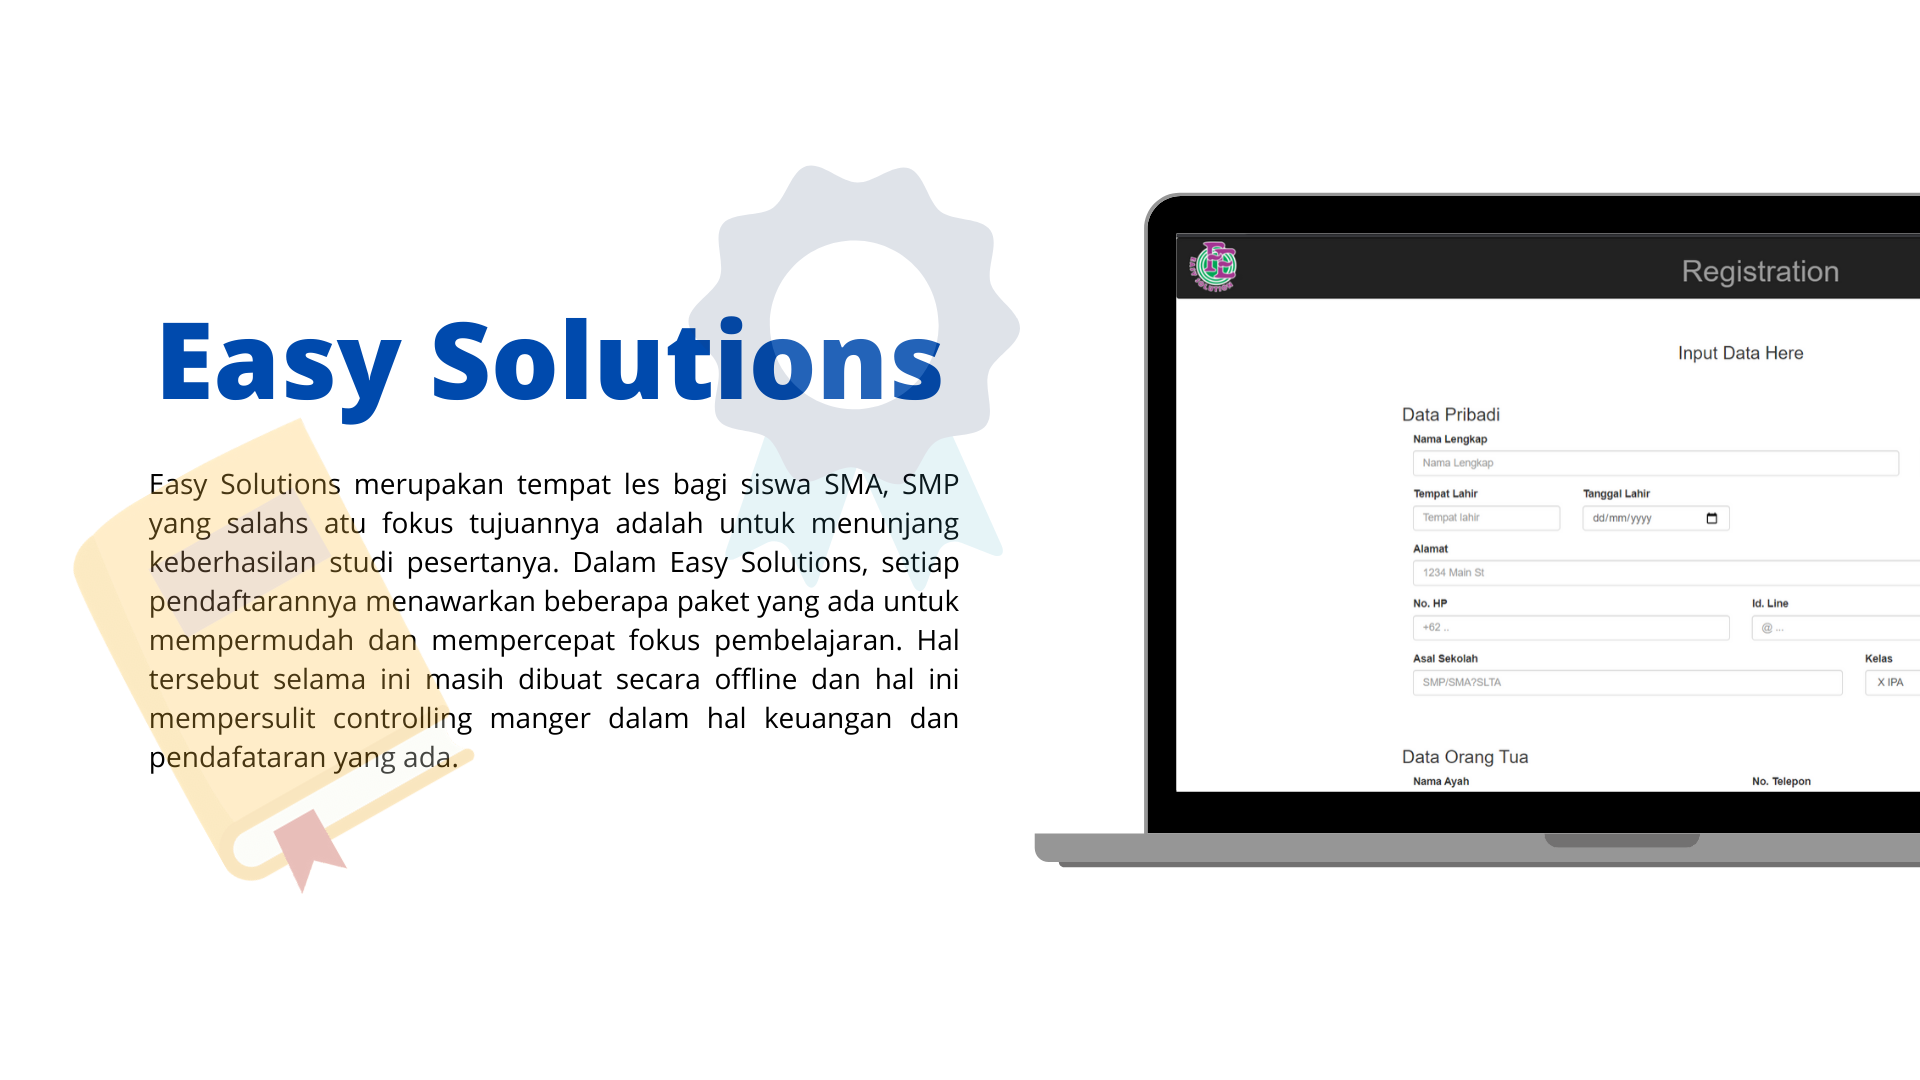 Easy Solutions
Easy Solutions merupakan tempat les bagi siswa SMA, SMP
yang salahs atu fokus tujuannya adalah untuk menunjang
keberhasilan studi pesertanya. Dalam Easy Solutions, setiap
pendaftarannya menawarkan beberapa paket yang ada untuk
mempermudah dan mempercepat fokus pembelajaran. Hal
tersebut selama ini masih dibuat secara offline dan hal ini
mempersulit controlling manger dalam hal keuangan dan
pendafataran yang ada.
Registration
Input Data Here
Data Pribadi
Nama Lengkap
Nama Lengkap
Tempat Lahir Tanggal Lahir
Tempat lahir dd/mm/yyyy
Alamat
1234 Main St
No. HP Id. Line
+62 .. @ ...
Asal Sekolah Kelas
SMP/SMA?SLTA X IPA
Data Orang Tua
Nama Ayah No. Telepon